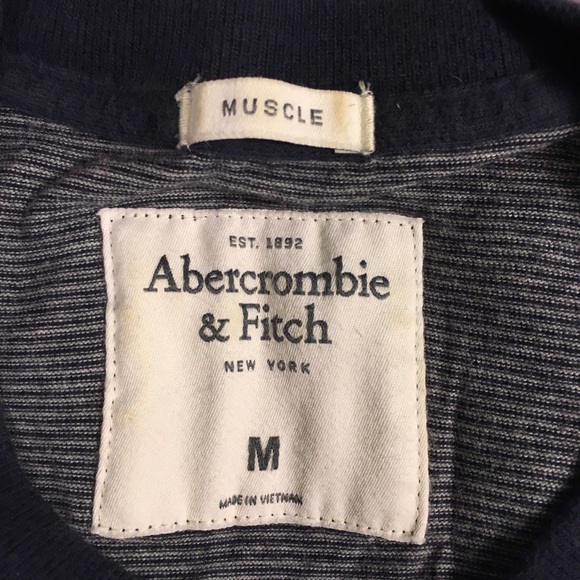 MUSCLE
EST. 1892
Abercrombie
& Fitch
NEW YORK
M
MADE IN VIETNAM